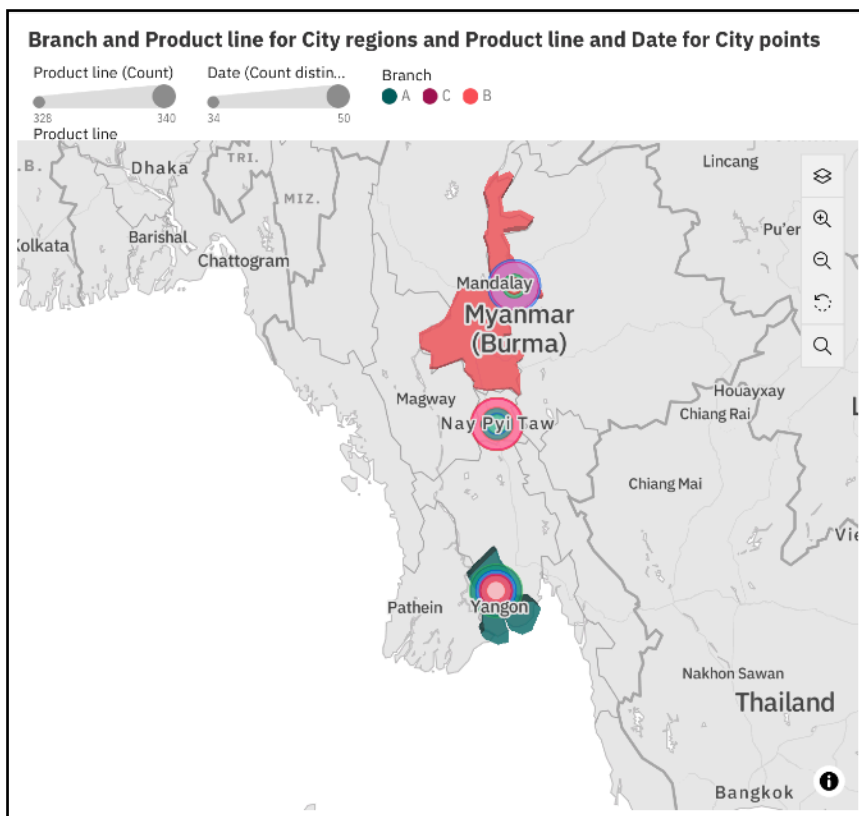 Branch and Product line for City regions and Product line and Date for City points
Product line (Count)
Date (Count distin...
Branch
A
C
B
328
340
34
50
Product line
.B.
Dhaka
TRI.
MIZ.
Lincang
Kolkata
Barishal
Chattogram
Pu'er
Mandalay
Myanmar
(Burma)
Magway
Nay Pyi Taw
Houayxay
Chiang Rai
L
Chiang Mai
Vie
Pathein
Yangon
Nakhon Sawan
Thailand
Bangkok
i